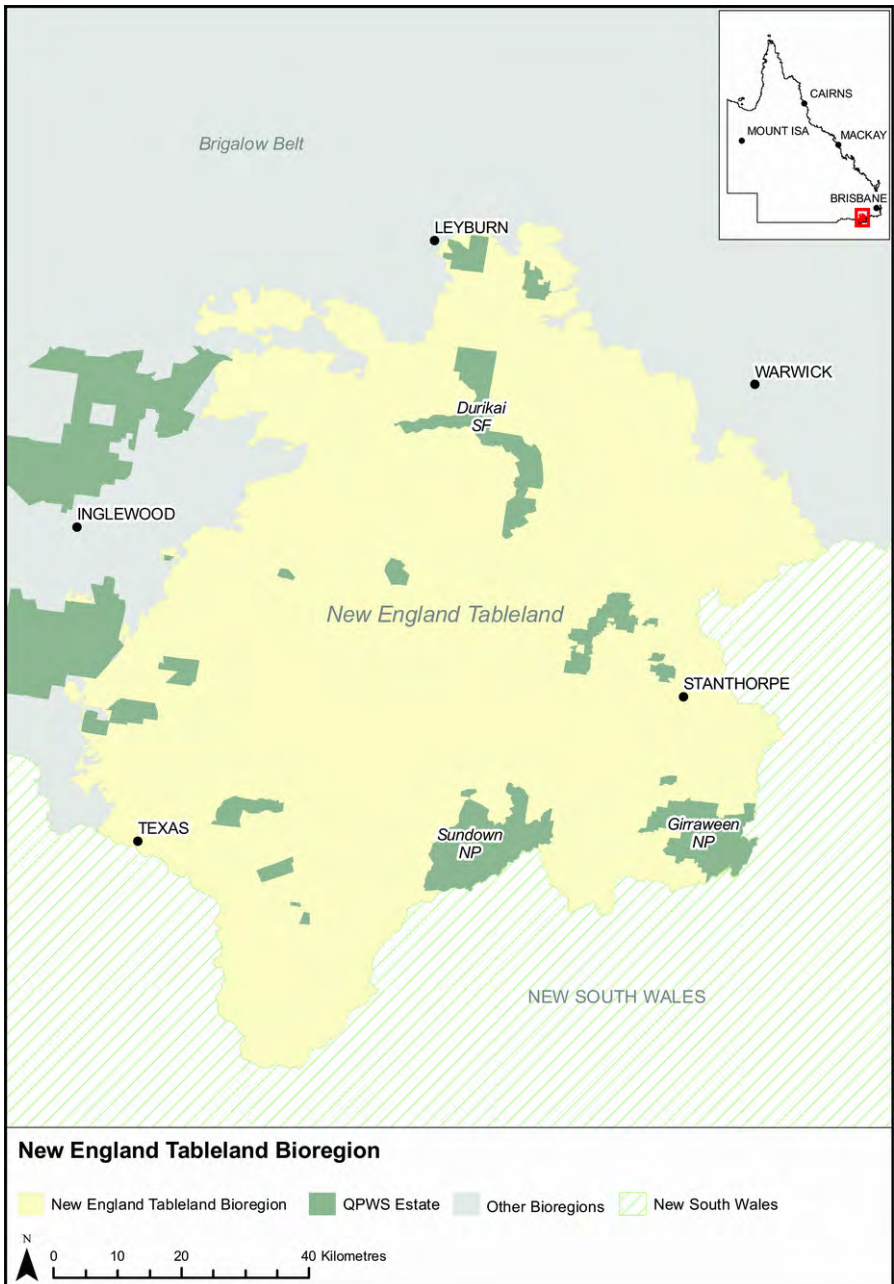 CAIRNS
MOUNT ISA
MACKAY
BRISBANE
Brigalow Belt
LEYBURN
WARWICK
Durikai
SF
INGLEWOOD
New England Tableland
STANTHORPE
TEXAS
Sundown
NP
Girraween
NP
NEW SOUTH WALES
New England Tableland Bioregion
New England Tableland Bioregion
QPWS Estate
Other Bioregions
New South Wales
N
0 10 20 40 Kilometres